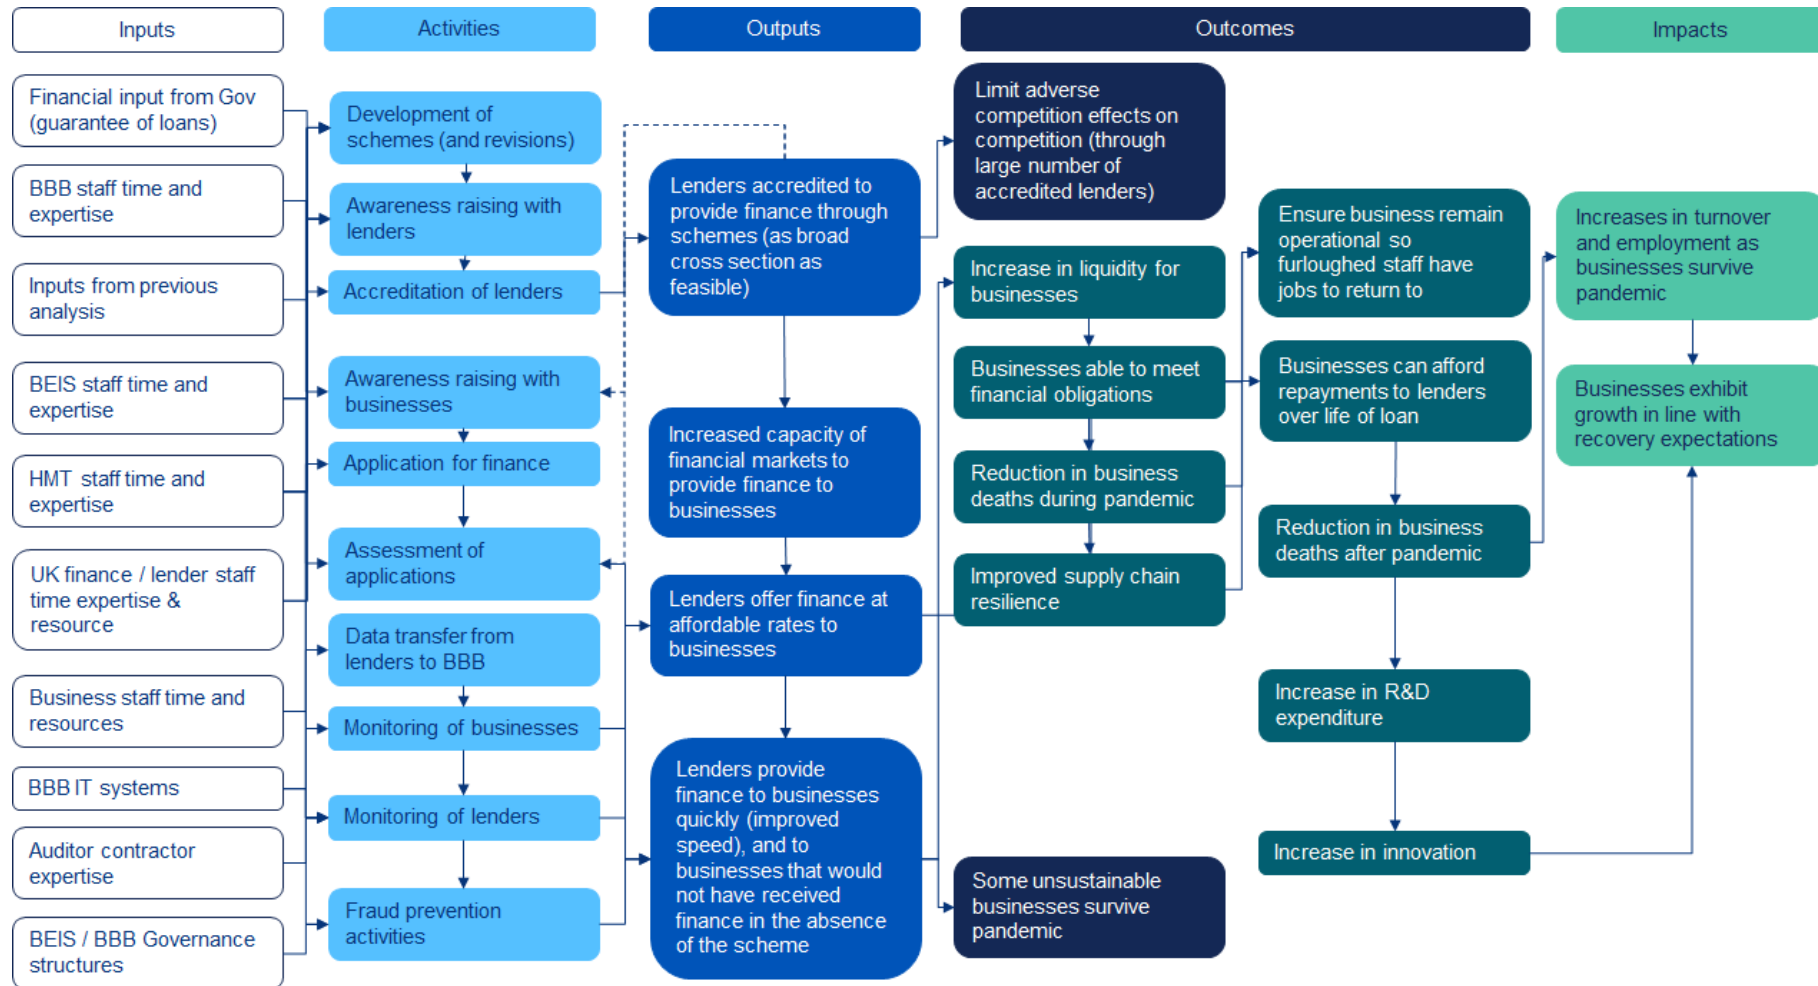 Inputs
Activities
Outputs
Outcomes
Impacts
Financial input from Gov
(guarantee of loans)
BBB staff time and
expertise
Inputs from previous
analysis
BEIS staff time and
expertise
HMT staff time and
expertise
UK finance / lender staff
time expertise &
resource
Business staff time and
resources
BBB IT systems
Auditor contractor
expertise
BEIS / BBB Governance
structures
Development of
schemes (and revisions)
Awareness raising with
lenders
Accreditation of lenders
Awareness raising with
businesses
Application for finance
Assessment of
applications
Data transfer from
lenders to BBB
Monitoring of businesses
Monitoring of lenders
Fraud prevention
activities
Lenders accredited to
provide finance through
schemes (as broad
cross section as
feasible)
Increased capacity of
financial markets to
provide finance to
businesses
Lenders offer finance at
affordable rates to
businesses
Lenders provide
finance to businesses
quickly (improved
speed), and to
businesses that would
not have received
finance in the absence
of the scheme
Limit adverse
competition effects on
competition (through
large number of
accredited lenders)
Increase in liquidity for
businesses
Businesses able to meet
financial obligations
Reduction in business
deaths during pandemic
Improved supply chain
resilience
Some unsustainable
businesses survive
pandemic
Ensure business remain
operational so
furloughed staff have
jobs to return to
Businesses can afford
repayments to lenders
over life of loan
Reduction in business
deaths after pandemic
Increase in R&D
expenditure
Increase in innovation
Increases in turnover
and employment as
businesses survive
pandemic
Businesses exhibit
growth in line with
recovery expectations